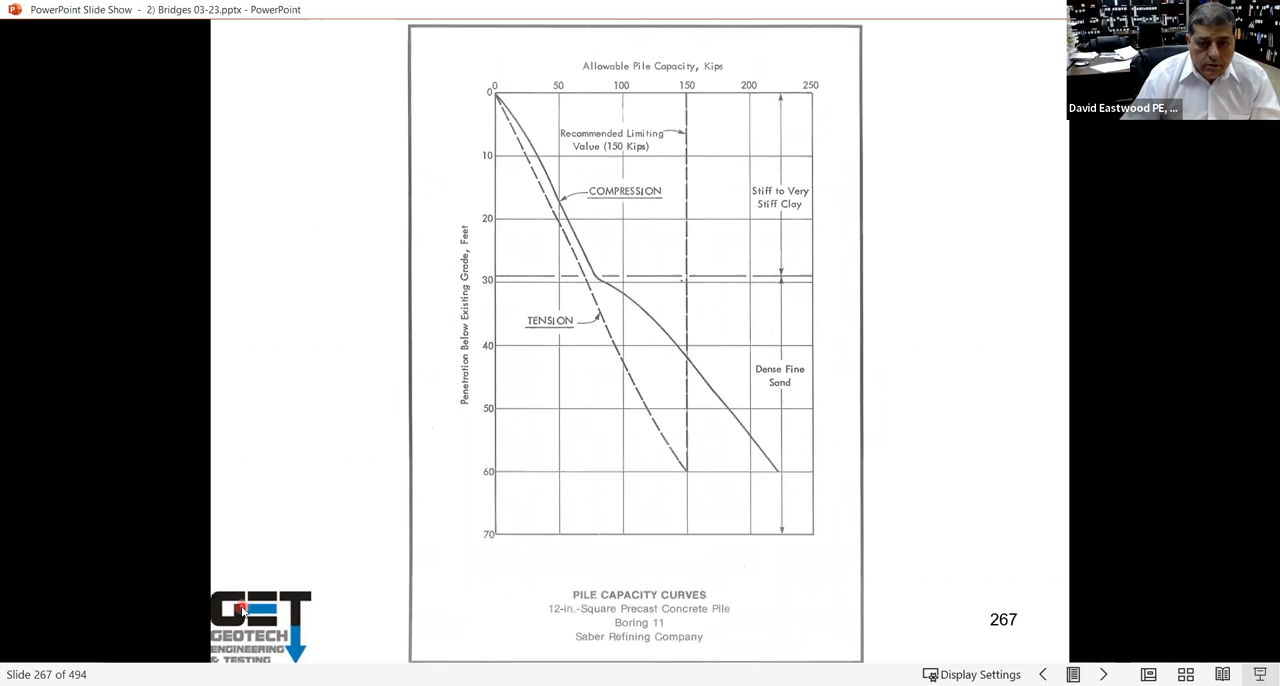 PowerPoint Slide Show - 2) Bridges 03-23.pptx - PowerPoint
David Eastwood PE, ...
Allowable Pile Capacity, Kips
0 50 100 150 200 250
0
Recommended Limiting
Value (150 Kips)
10
COMPRESSION
Stiff to Very
Stiff Clay
20
Penetration Below Existing Grade, Feet
30
TENSION
40
Dense Fine
Sand
50
60
70
PILE CAPACITY CURVES
12-in.-Square Precast Concrete Pile
Boring 11
Saber Refining Company
GET
GEOTECH
ENGINEERING
& TESTING
267
Slide 267 of 494
Display Settings